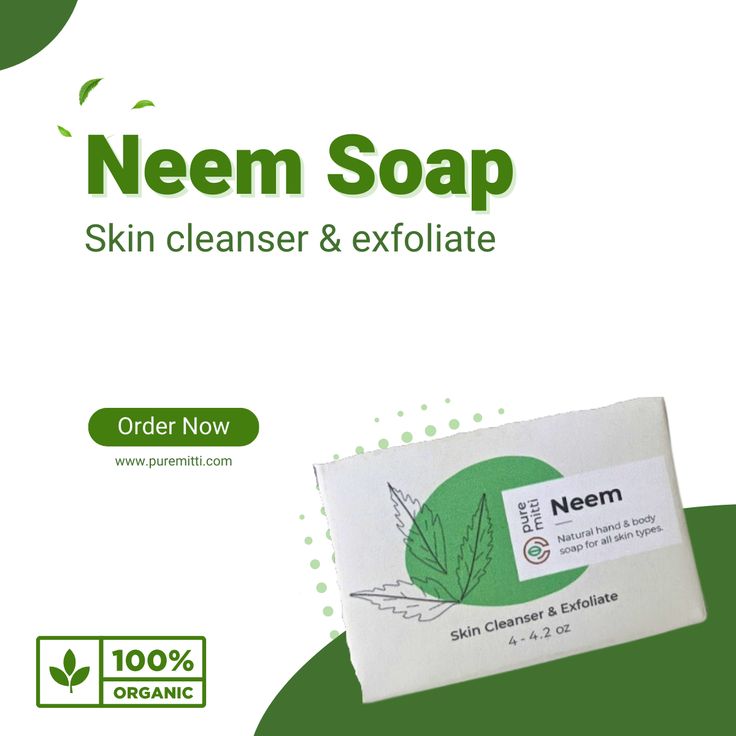 Neem Soap
Skin cleanser & exfoliate
Order Now
www.puremitti.com
pure
mitti
Neem
Natural hand & body
soap for all skin types.
Skin Cleanser & Exfoliate
4 - 4.2 oz
100%
ORGANIC